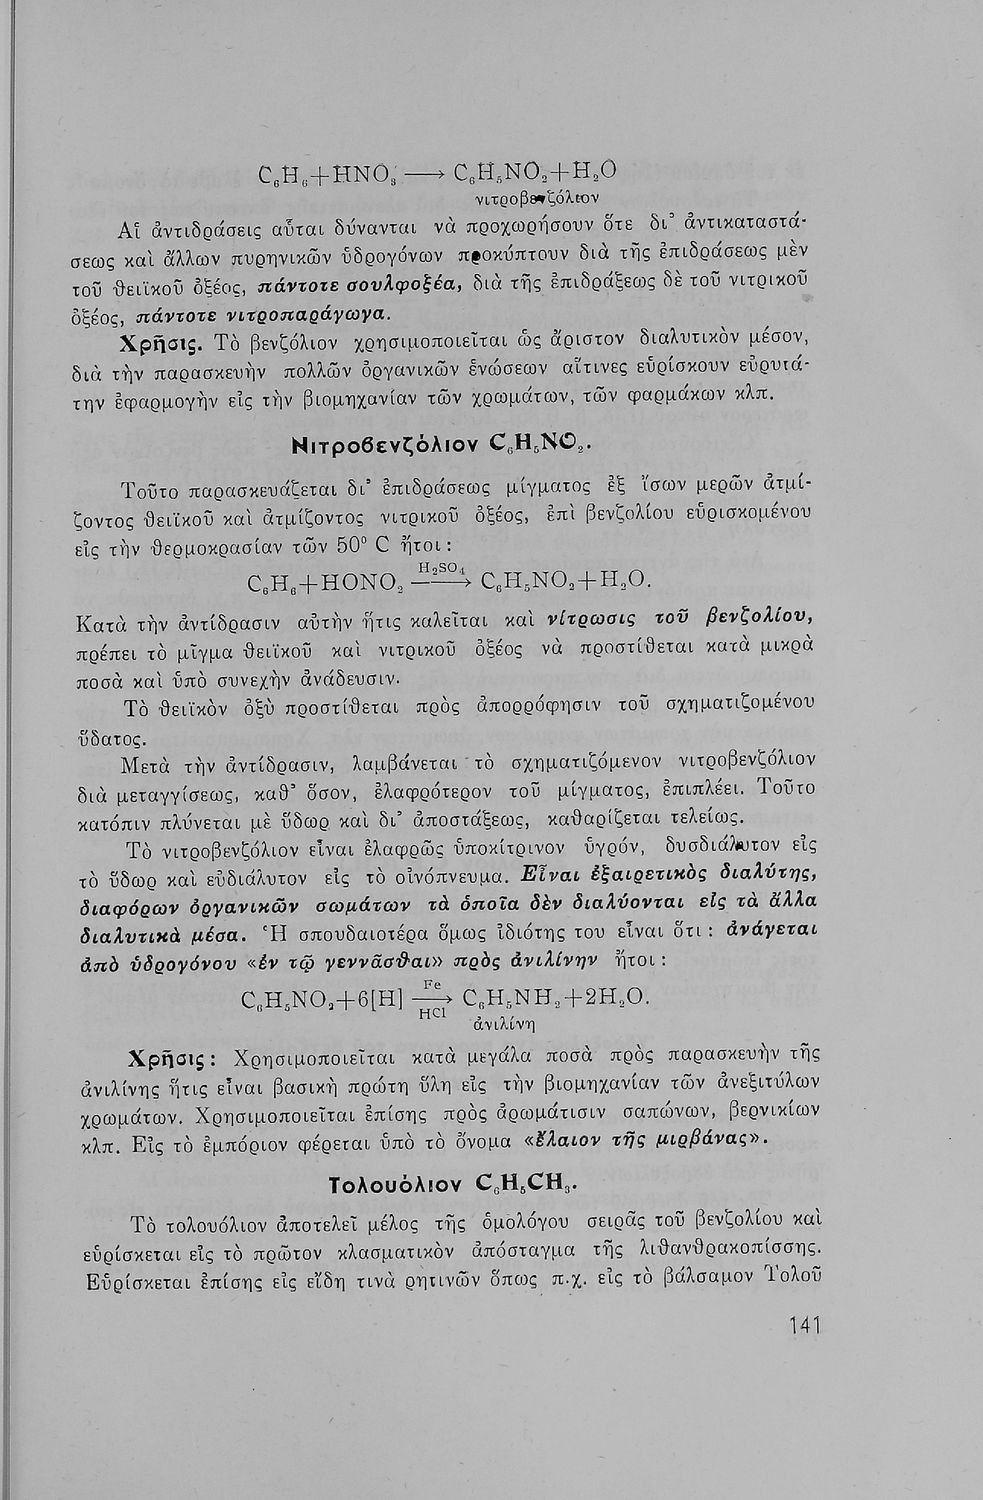 C₆H₆+HNO₃ ⟶ C₆H₅NO₂+H₂O
νιτροβενζόλιον
Αἱ ἀντιδράσεις αὗται δύνανται νὰ προχωρήσουν ὅτε δι᾽ ἀντικαταστά-
σεως καὶ ἄλλων πυρηνικῶν ὑδρογόνων προκύπτουν διὰ τῆς ἐπιδράσεως μὲν
τοῦ θειϊκοῦ ὀξέος, πάντοτε σουλφοξέα, διὰ τῆς ἐπιδράξεως δὲ τοῦ νιτρικοῦ
ὀξέος, πάντοτε νιτροπαράγωγα.
Χρῆσις. Τὸ βενζόλιον χρησιμοποιεῖται ὡς ἄριστον διαλυτικὸν μέσον,
διὰ τὴν παρασκευὴν πολλῶν ὀργανικῶν ἑνώσεων αἵτινες εὑρίσκουν εὐρυτά-
την ἐφαρμογὴν εἰς τὴν βιομηχανίαν τῶν χρωμάτων, τῶν φαρμάκων κλπ.
Νιτροβενζόλιον C₆H₅NO₂.
Τοῦτο παρασκευάζεται δι᾽ ἐπιδράσεως μίγματος ἐξ ἴσων μερῶν ἀτμί-
ζοντος θειϊκοῦ καὶ ἀτμίζοντος νιτρικοῦ ὀξέος, ἐπὶ βενζολίου εὑρισκομένου
εἰς τὴν θερμοκρασίαν τῶν 50° C ἤτοι :
H₂SO₄
C₆H₆+HONO₂ ⟶ C₆H₅NO₂+H₂O.
Κατὰ τὴν ἀντίδρασιν αὐτὴν ἥτις καλεῖται καὶ νίτρωσις τοῦ βενζολίου,
πρέπει τὸ μῖγμα θειϊκοῦ καὶ νιτρικοῦ ὀξέος νὰ προστίθεται κατὰ μικρὰ
ποσὰ καὶ ὑπὸ συνεχὴν ἀνάδευσιν.
Τὸ θειϊκὸν ὀξὺ προστίθεται πρὸς ἀπορρόφησιν τοῦ σχηματιζομένου
ὕδατος.
Μετὰ τὴν ἀντίδρασιν, λαμβάνεται τὸ σχηματιζόμενον νιτροβενζόλιον
διὰ μεταγγίσεως, καθ᾽ ὅσον, ἐλαφρότερον τοῦ μίγματος, ἐπιπλέει. Τοῦτο
κατόπιν πλύνεται μὲ ὕδωρ καὶ δι᾽ ἀποστάξεως, καθαρίζεται τελείως.
Τὸ νιτροβενζόλιον εἶναι ἐλαφρῶς ὑποκίτρινον ὑγρόν, δυσδιάλυτον εἰς
τὸ ὕδωρ καὶ εὐδιάλυτον εἰς τὸ οἰνόπνευμα. Εἶναι ἐξαιρετικὸς διαλύτης,
διαφόρων ὀργανικῶν σωμάτων τὰ ὁποῖα δὲν διαλύονται εἰς τὰ ἄλλα
διαλυτικὰ μέσα. Ἡ σπουδαιοτέρα ὅμως ἰδιότης του εἶναι ὅτι : ἀνάγεται
ἀπὸ ὑδρογόνου «ἐν τῷ γεννᾶσθαι» πρὸς ἀνιλίνην ἤτοι :
Fe
C₆H₅NO₂+6[H] ⟶ C₆H₅NH₂+2H₂O.
HCl
ἀνιλίνη
Χρῆσις : Χρησιμοποιεῖται κατὰ μεγάλα ποσὰ πρὸς παρασκευὴν τῆς
ἀνιλίνης ἥτις εἶναι βασικὴ πρώτη ὕλη εἰς τὴν βιομηχανίαν τῶν ἀνεξιτύλων
χρωμάτων. Χρησιμοποιεῖται ἐπίσης πρὸς ἀρωμάτισιν σαπώνων, βερνικίων
κλπ. Εἰς τὸ ἐμπόριον φέρεται ὑπὸ τὸ ὄνομα «ἔλαιον τῆς μιρβάνας».
Τολουόλιον C₆H₅CH₃.
Τὸ τολουόλιον ἀποτελεῖ μέλος τῆς ὁμολόγου σειρᾶς τοῦ βενζολίου καὶ
εὑρίσκεται εἰς τὸ πρῶτον κλασματικὸν ἀπόσταγμα τῆς λιθανθρακοπίσσης.
Εὑρίσκεται ἐπίσης εἰς εἴδη τινὰ ρητινῶν ὅπως π.χ. εἰς τὸ βάλσαμον Τολοῦ
141